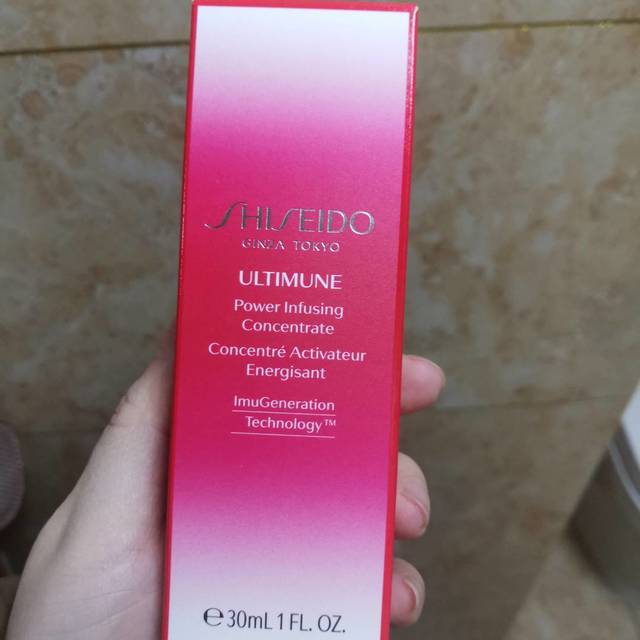 SHISEIDO
GINZA TOKYO
ULTIMUNE
Power Infusing
Concentrate
Concentré Activateur
Energisant
ImuGeneration
Technology™
℮30mL 1 FL. OZ.